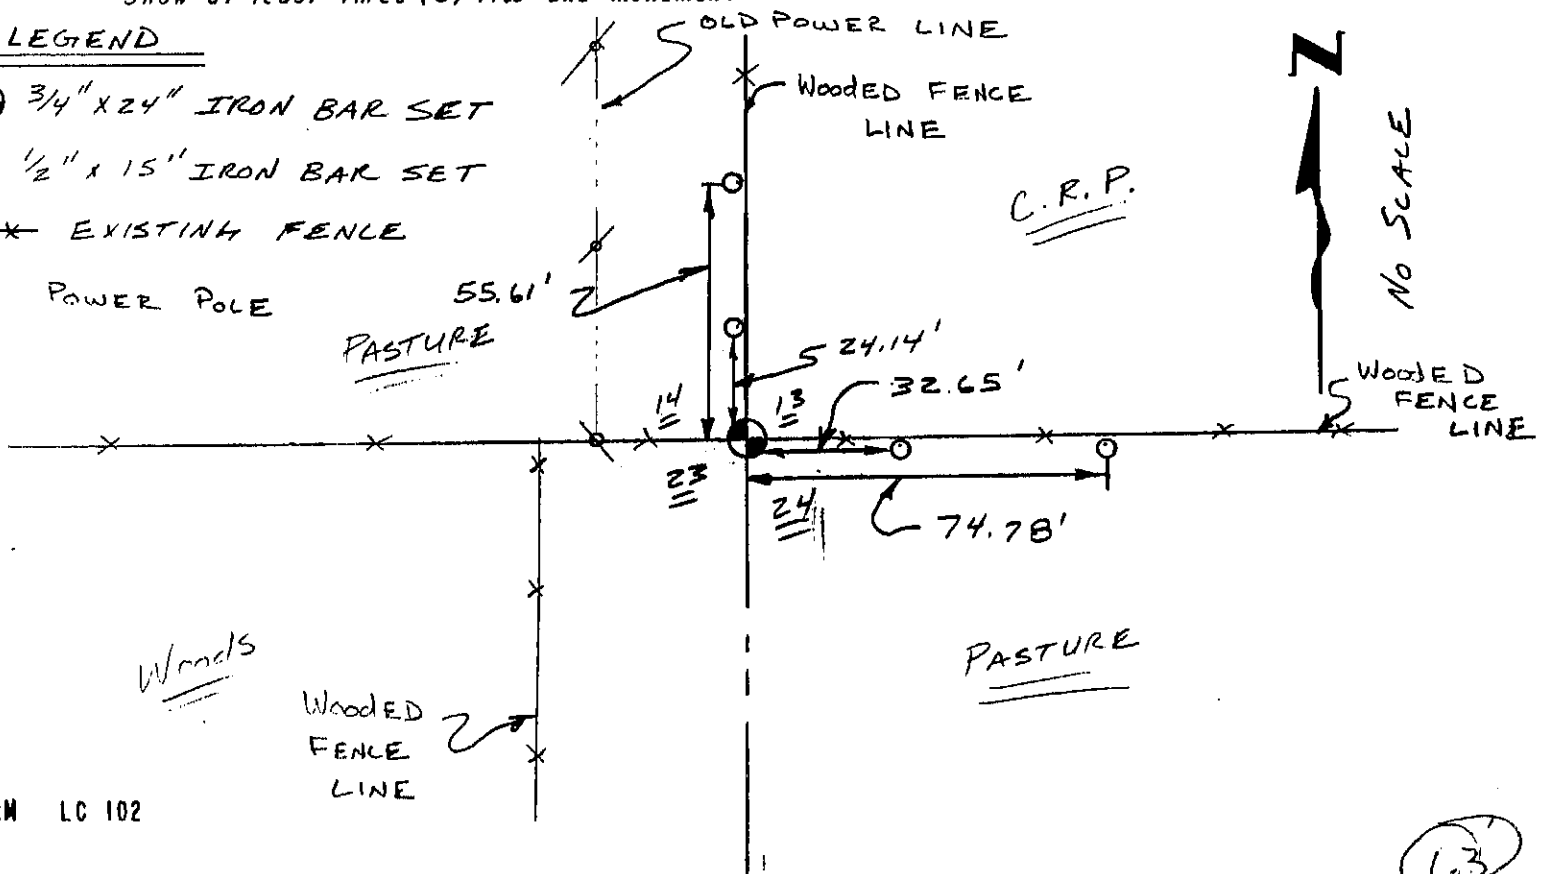 LEGEND
3/4" X 24" IRON BAR SET
1/2" x 15" IRON BAR SET
EXISTING FENCE
POWER POLE
OLD POWER LINE
WOODED FENCE
LINE
C.R.P.
N
NO SCALE
55.61'
PASTURE
24.14'
32.65'
14
13
23
24
74.78'
WOODED
FENCE
LINE
Woods
PASTURE
WOODED
FENCE
LINE
LC 102